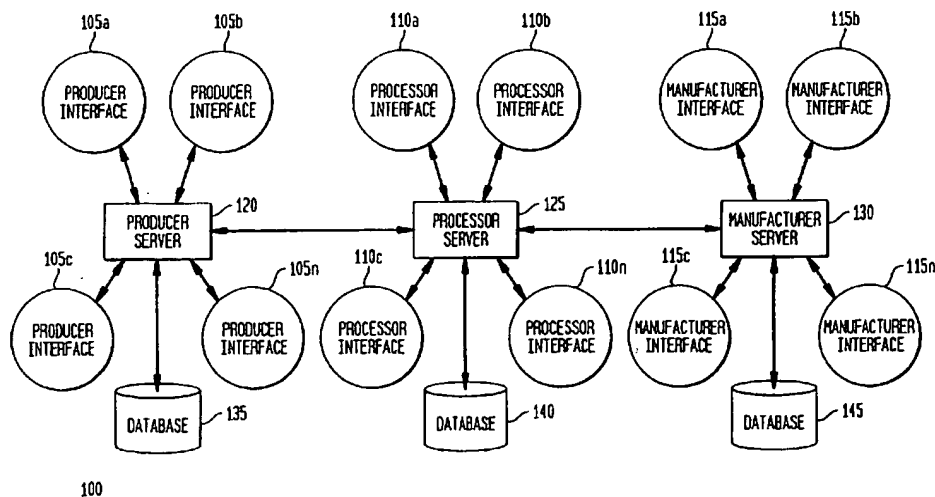 105a
105b
110a
110b
115a
115b
PRODUCER
INTERFACE
PRODUCER
INTERFACE
PROCESSOR
INTERFACE
PROCESSOR
INTERFACE
MANUFACTURER
INTERFACE
MANUFACTURER
INTERFACE
PRODUCER
SERVER
120
PROCESSOR
SERVER
125
MANUFACTURER
SERVER
130
105c
105n
110c
110n
115c
115n
PRODUCER
INTERFACE
PRODUCER
INTERFACE
PROCESSOR
INTERFACE
PROCESSOR
INTERFACE
MANUFACTURER
INTERFACE
MANUFACTURER
INTERFACE
DATABASE
135
DATABASE
140
DATABASE
145
100